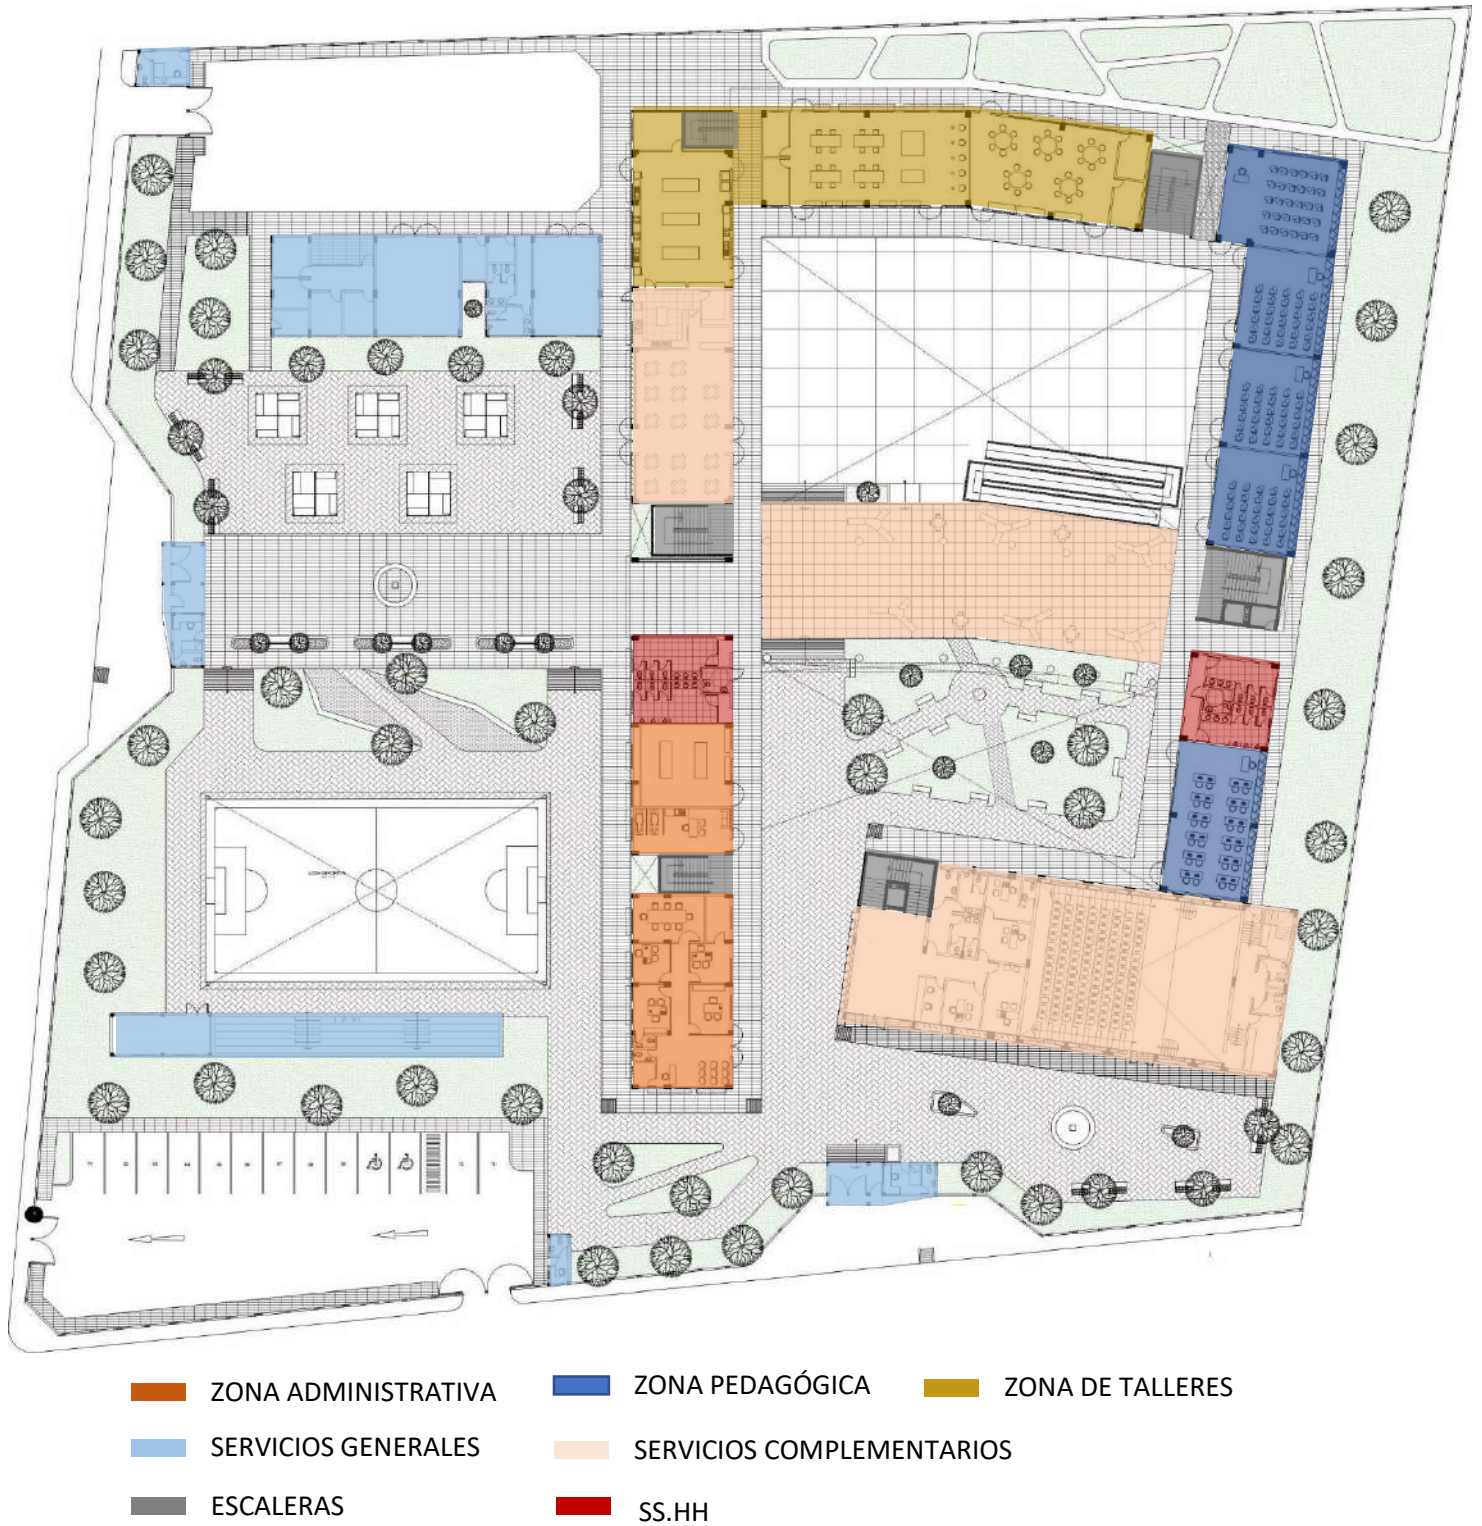 ZONA ADMINISTRATIVA
ZONA PEDAGÓGICA
ZONA DE TALLERES
SERVICIOS GENERALES
SERVICIOS COMPLEMENTARIOS
ESCALERAS
SS.HH